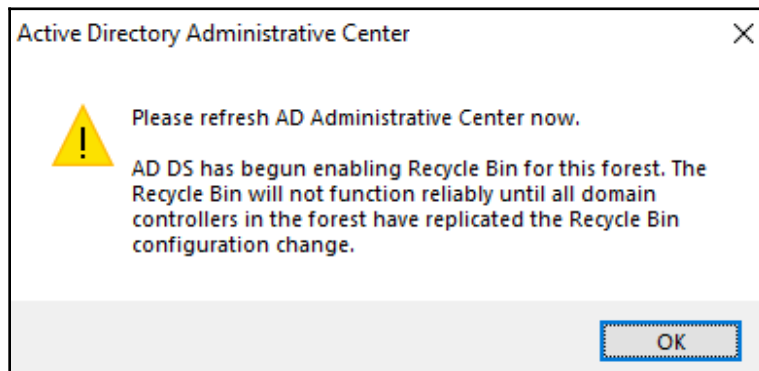 Active Directory Administrative Center
Please refresh AD Administrative Center now.
AD DS has begun enabling Recycle Bin for this forest. The
Recycle Bin will not function reliably until all domain
controllers in the forest have replicated the Recycle Bin
configuration change.
OK